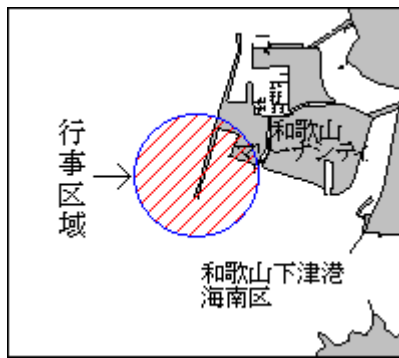 行事区域
和歌山
マリーナシティ
和歌山下津港
海南区